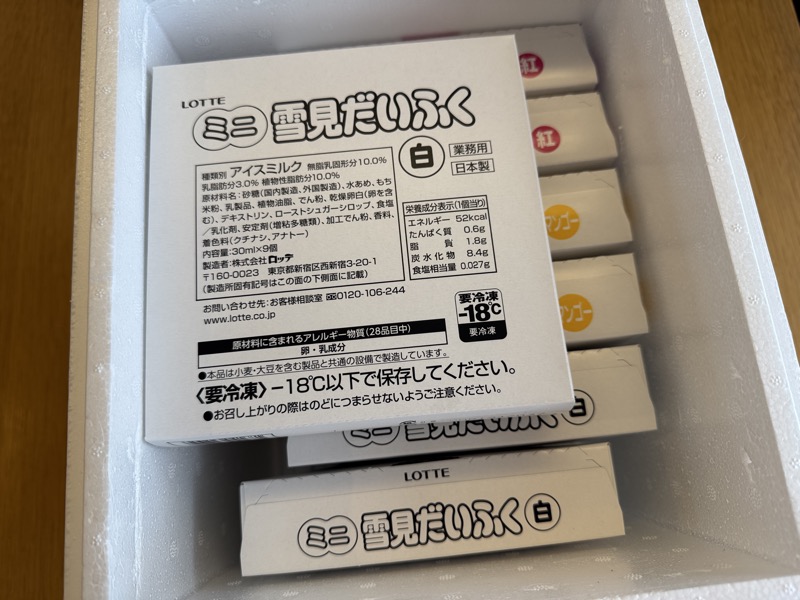 LOTTE
ミニ 雪見だいふく
白 業務用
日本製
種類別 アイスミルク 無脂乳固形分10.0%
乳脂肪分3.0% 植物性脂肪分10.0%
原材料名：砂糖(国内製造、外国製造)、水あめ、もち
米粉、乳製品、植物油脂、でん粉、乾燥卵白(卵を含
む)、デキストリン、ローストシュガーシロップ、食塩
／乳化剤、安定剤(増粘多糖類)、加工でん粉、香料、
着色料(クチナシ、アナトー)
内容量：30ml×9個
製造者：株式会社ロッテ
〒160-0023 東京都新宿区西新宿3-20-1
(製造所固有記号はこの面の下側面に記載)
栄養成分表示(1個当り)
エネルギー 52kcal
たんぱく質 0.6g
脂質 1.8g
炭水化物 8.4g
食塩相当量 0.027g
お問い合わせ先：お客様相談室 0120-106-244
www.lotte.co.jp
要冷凍
-18℃
要冷凍
原材料に含まれるアレルギー物質(28品目中)
卵・乳成分
●本品は小麦・大豆を含む製品と共通の設備で製造しています。
〈要冷凍〉-18℃以下で保存してください。
●お召し上がりの際はのどにつまらせないようご注意ください。
紅
紅
マンゴー
マンゴー
ミニ 雪見だいふく 白
LOTTE
ミニ 雪見だいふく 白